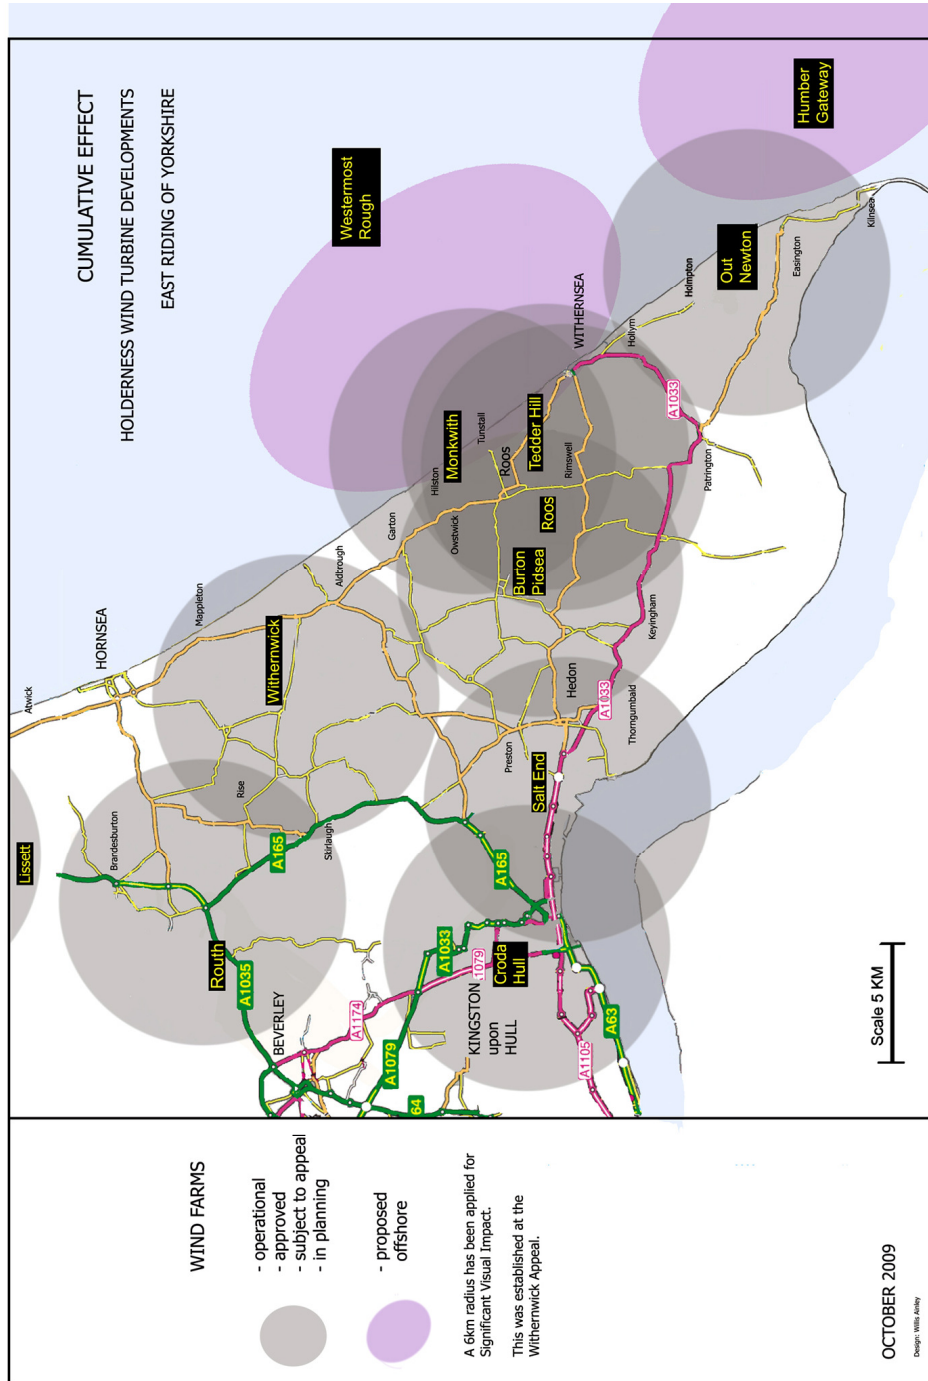 CUMULATIVE EFFECT
HOLDERNESS WIND TURBINE DEVELOPMENTS
EAST RIDING OF YORKSHIRE
Westermost
Rough
Humber
Gateway
Out
Newton
Monkwith
Tedder Hill
Roos
Burton
Pidsea
Withernwick
Salt End
Croda
Hull
Routh
Lissett
Atwick
HORNSEA
Mappleton
Aldbrough
Garton
Hilston
Owstwick
Tunstall
Roos
Rimswell
WITHERNSEA
Hollym
Holmpton
Easington
Kilnsea
Patrington
Keyingham
Thorngumbald
Hedon
Preston
Brandesburton
Rise
Skirlaugh
BEVERLEY
KINGSTON
upon
HULL
A165
A165
A1035
A1033
A1033
A1033
1079
A1174
A1079
A1105
A63
64
Scale 5 KM
WIND FARMS
- operational
- approved
- subject to appeal
- in planning
- proposed
offshore
A 6km radius has been applied for
Significant Visual Impact.
This was established at the
Withernwick Appeal.
OCTOBER 2009
Design: Willis Ainley